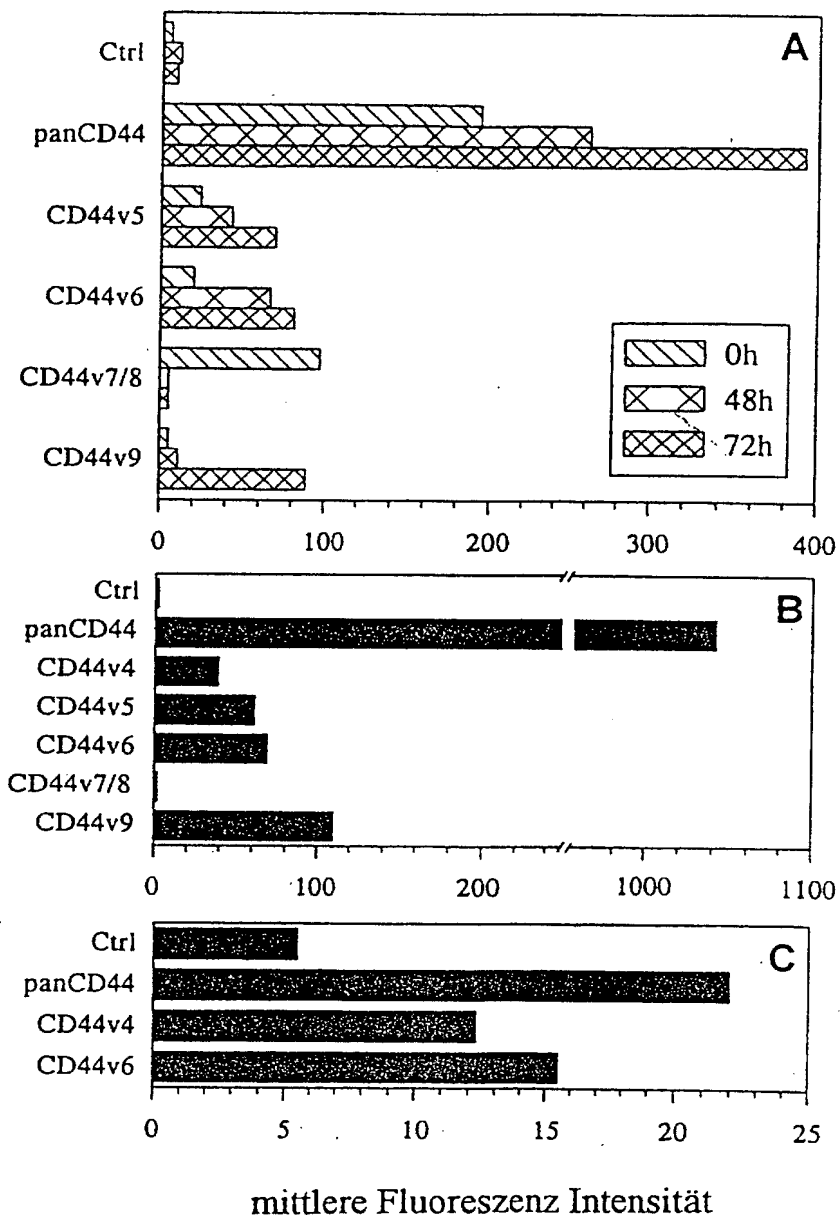 A
Ctrl
panCD44
CD44v5
CD44v6
CD44v7/8
CD44v9
0h
48h
72h
0 100 200 300 400
B
Ctrl
panCD44
CD44v4
CD44v5
CD44v6
CD44v7/8
CD44v9
0 100 200 1000 1100
C
Ctrl
panCD44
CD44v4
CD44v6
0 5 10 15 20 25
mittlere Fluoreszenz Intensität